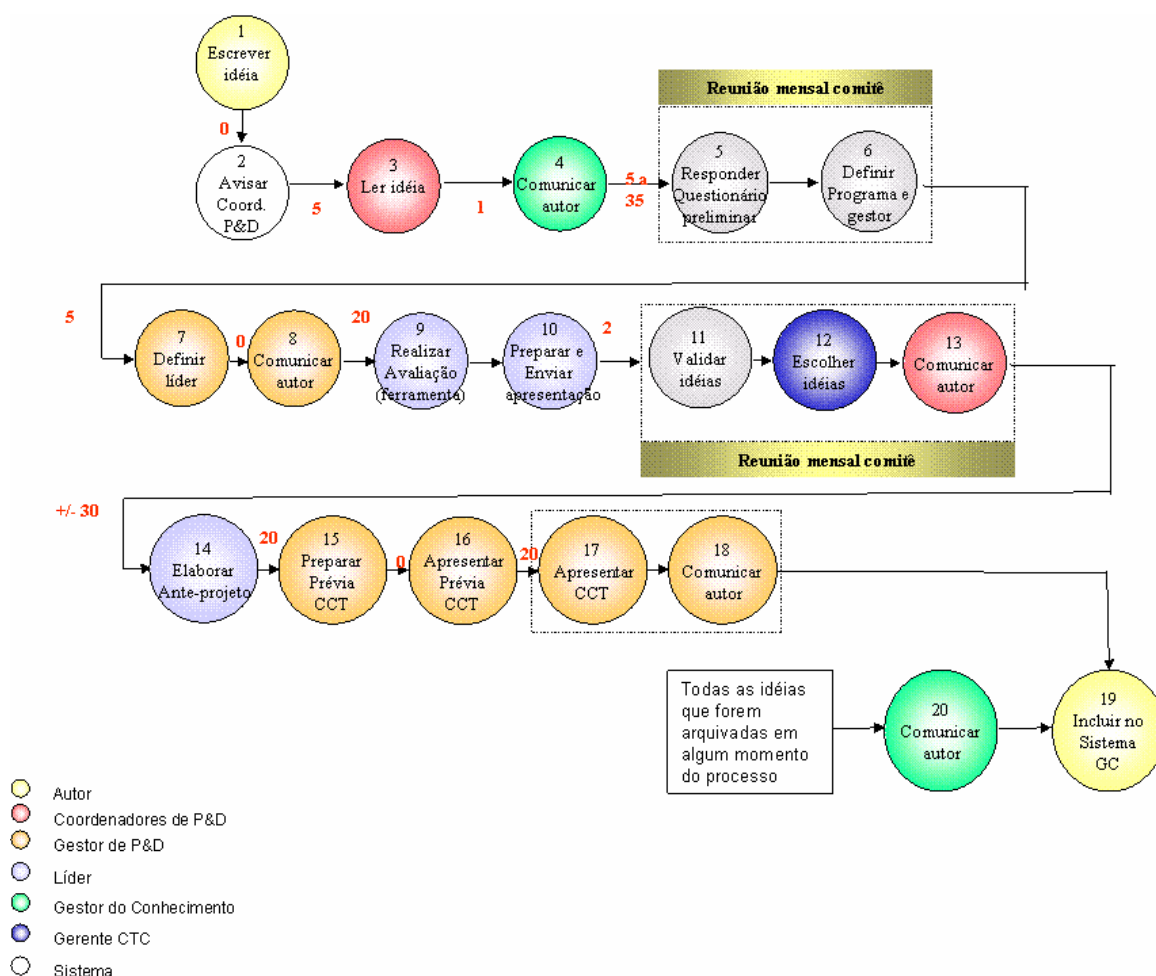 1
Escrever
idéia
0
2
Avisar
Coord.
P&D
5
3
Ler idéia
1
4
Comunicar
autor
5 a
35
Reunião mensal comitê
5
Responder
Questionário
preliminar
6
Definir
Programa e
gestor
5
7
Definir
líder
0
8
Comunicar
autor
20
9
Realizar
Avaliação
(ferramenta)
10
Preparar e
Enviar
apresentação
2
11
Validar
idéias
12
Escolher
idéias
13
Comunicar
autor
Reunião mensal comitê
+/- 30
14
Elaborar
Ante-projeto
20
15
Preparar
Prévia
CCT
0
16
Apresentar
Prévia
CCT
20
17
Apresentar
CCT
18
Comunicar
autor
Todas as idéias
que forem
arquivadas em
algum momento
do processo
20
Comunicar
autor
19
Incluir no
Sistema
GC
Autor
Coordenadores de P&D
Gestor de P&D
Líder
Gestor do Conhecimento
Gerente CTC
Sistema